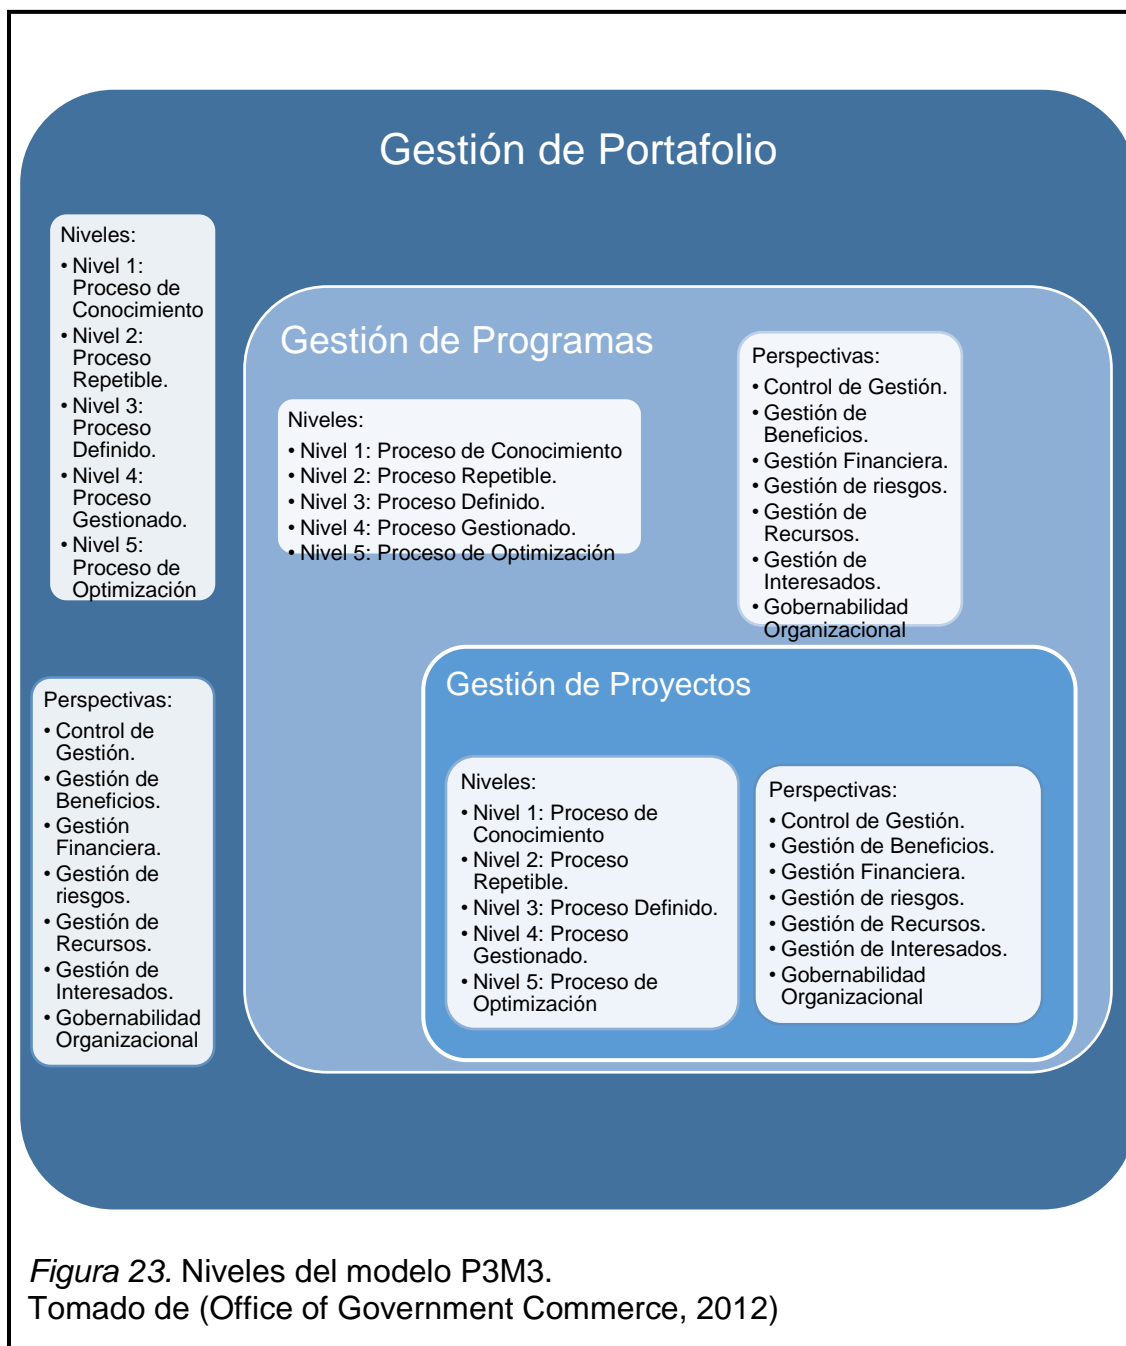 Gestión de Portafolio
Niveles:
• Nivel 1:
Proceso de
Conocimiento
• Nivel 2:
Proceso
Repetible.
• Nivel 3:
Proceso
Definido.
• Nivel 4:
Proceso
Gestionado.
• Nivel 5:
Proceso de
Optimización
Perspectivas:
• Control de
Gestión.
• Gestión de
Beneficios.
• Gestión
Financiera.
• Gestión de
riesgos.
• Gestión de
Recursos.
• Gestión de
Interesados.
• Gobernabilidad
Organizacional
Gestión de Programas
Niveles:
• Nivel 1: Proceso de Conocimiento
• Nivel 2: Proceso Repetible.
• Nivel 3: Proceso Definido.
• Nivel 4: Proceso Gestionado.
• Nivel 5: Proceso de Optimización
Perspectivas:
• Control de Gestión.
• Gestión de
Beneficios.
• Gestión Financiera.
• Gestión de riesgos.
• Gestión de
Recursos.
• Gestión de
Interesados.
• Gobernabilidad
Organizacional
Gestión de Proyectos
Niveles:
• Nivel 1: Proceso de
Conocimiento
• Nivel 2: Proceso
Repetible.
• Nivel 3: Proceso Definido.
• Nivel 4: Proceso
Gestionado.
• Nivel 5: Proceso de
Optimización
Perspectivas:
• Control de Gestión.
• Gestión de Beneficios.
• Gestión Financiera.
• Gestión de riesgos.
• Gestión de Recursos.
• Gestión de Interesados.
• Gobernabilidad
Organizacional
Figura 23. Niveles del modelo P3M3.
Tomado de (Office of Government Commerce, 2012)